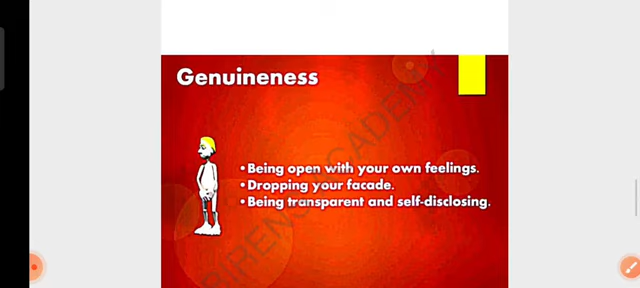 Genuineness
• Being open with your own feelings.
• Dropping your facade.
• Being transparent and self-disclosing.